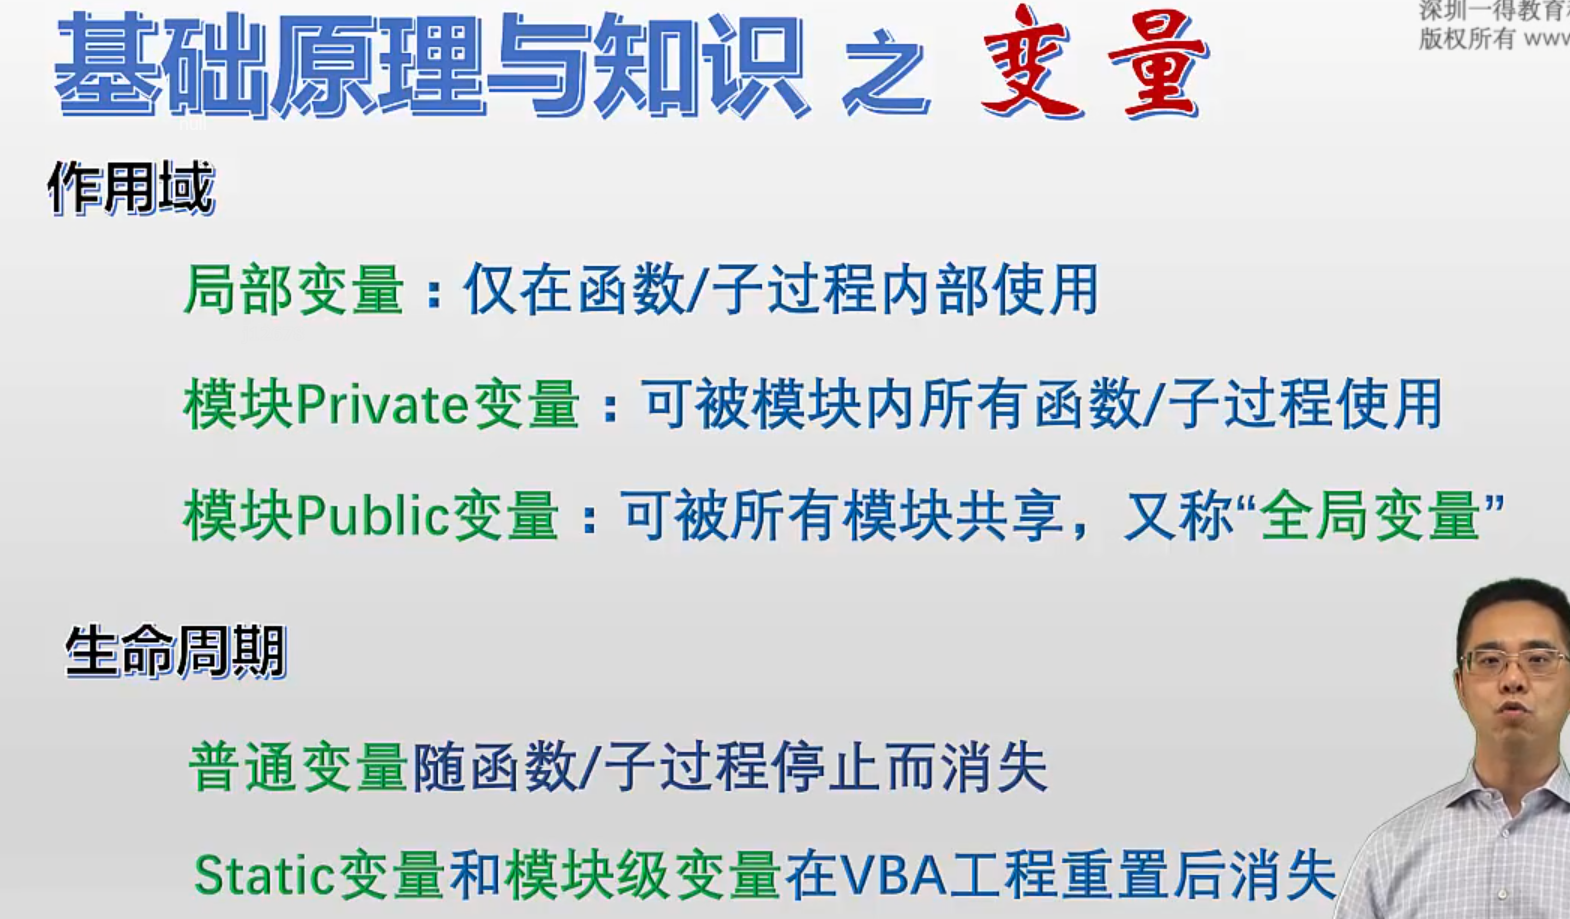 深圳一得教育
版权所有 www
基础原理与知识 之 变量
作用域
局部变量：仅在函数/子过程内部使用
模块Private变量：可被模块内所有函数/子过程使用
模块Public变量：可被所有模块共享，又称“全局变量”
生命周期
普通变量随函数/子过程停止而消失
Static变量和模块级变量在VBA工程重置后消失